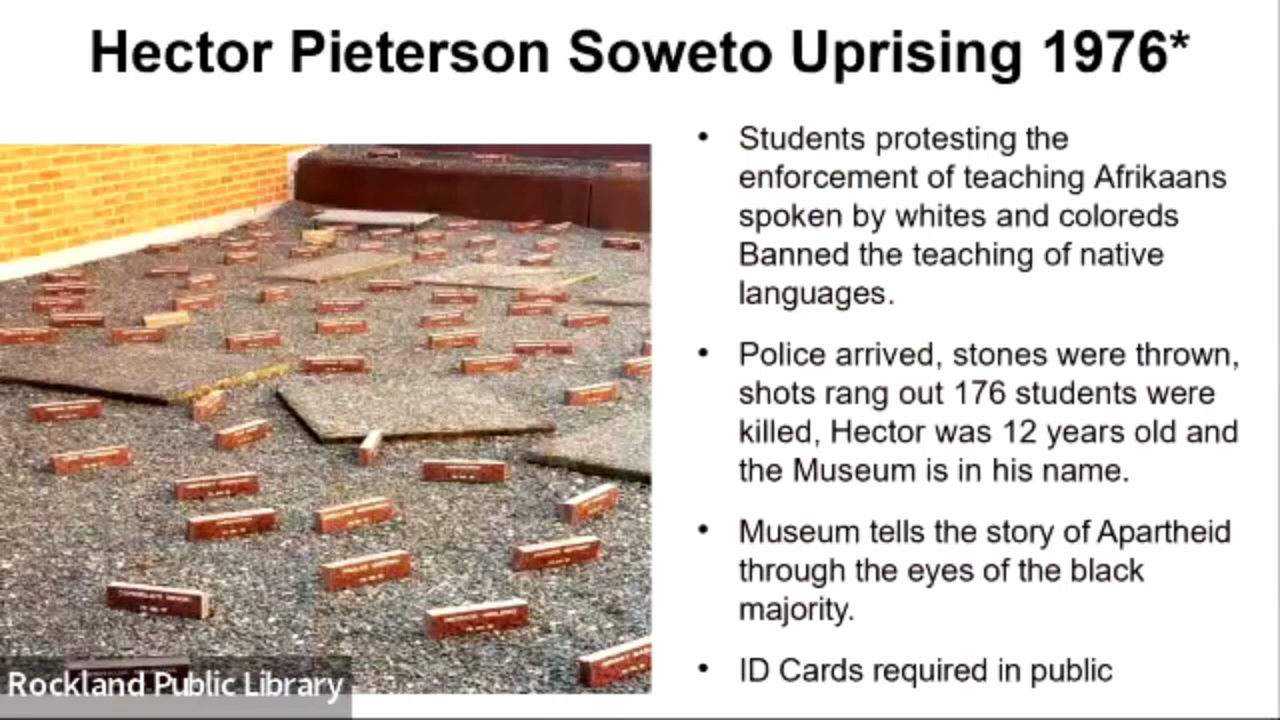 Hector Pieterson Soweto Uprising 1976*
• Students protesting the
enforcement of teaching Afrikaans
spoken by whites and coloreds
Banned the teaching of native
languages.
• Police arrived, stones were thrown,
shots rang out 176 students were
killed, Hector was 12 years old and
the Museum is in his name.
• Museum tells the story of Apartheid
through the eyes of the black
majority.
• ID Cards required in public
Rockland Public Library